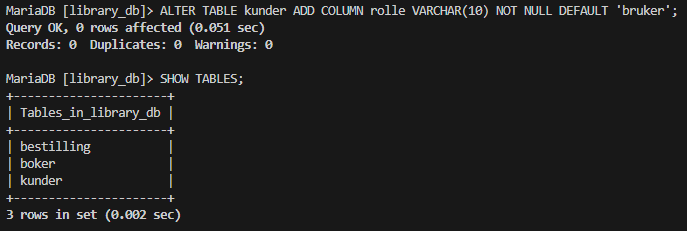 MariaDB [library_db]> ALTER TABLE kunder ADD COLUMN rolle VARCHAR(10) NOT NULL DEFAULT 'bruker';
Query OK, 0 rows affected (0.051 sec)
Records: 0  Duplicates: 0  Warnings: 0

MariaDB [library_db]> SHOW TABLES;
+----------------------+
| Tables_in_library_db |
+----------------------+
| bestilling           |
| boker                |
| kunder               |
+----------------------+
3 rows in set (0.002 sec)